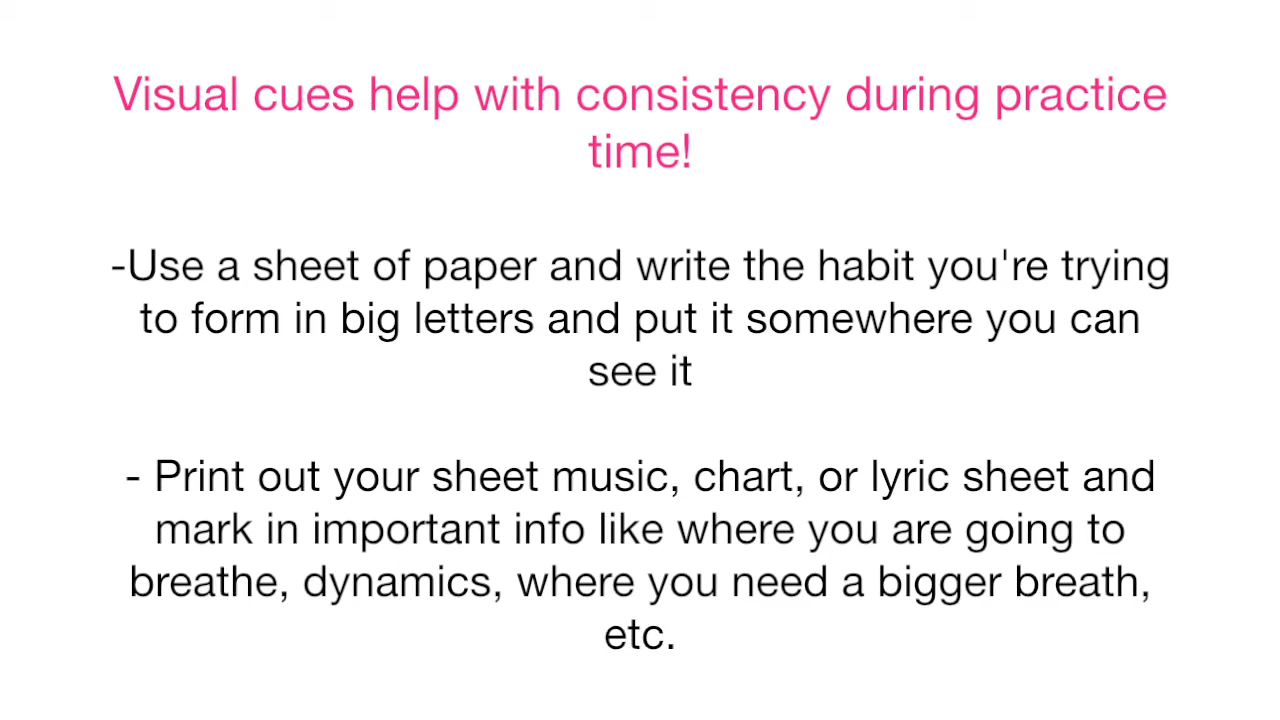 Visual cues help with consistency during practice
time!
-Use a sheet of paper and write the habit you're trying
to form in big letters and put it somewhere you can
see it
- Print out your sheet music, chart, or lyric sheet and
mark in important info like where you are going to
breathe, dynamics, where you need a bigger breath,
etc.